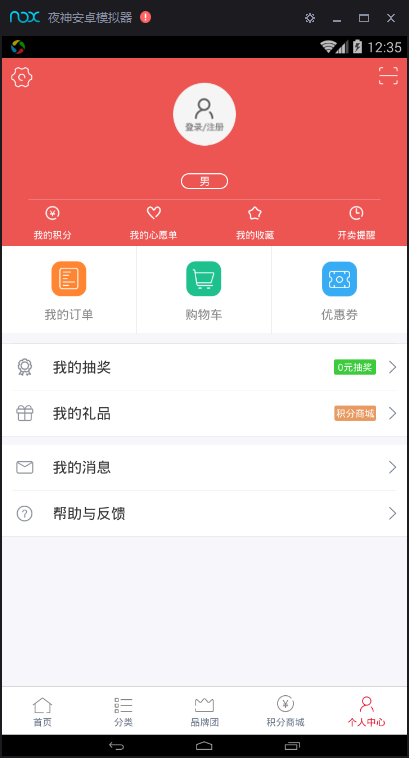 nox 夜神安卓模拟器
12:35
登录/注册
男
¥
我的积分 我的心愿单 我的收藏 开卖提醒
我的订单 购物车 优惠券
我的抽奖 0元抽奖
我的礼品 积分商城
我的消息
帮助与反馈
首页 分类 品牌团 积分商城 个人中心